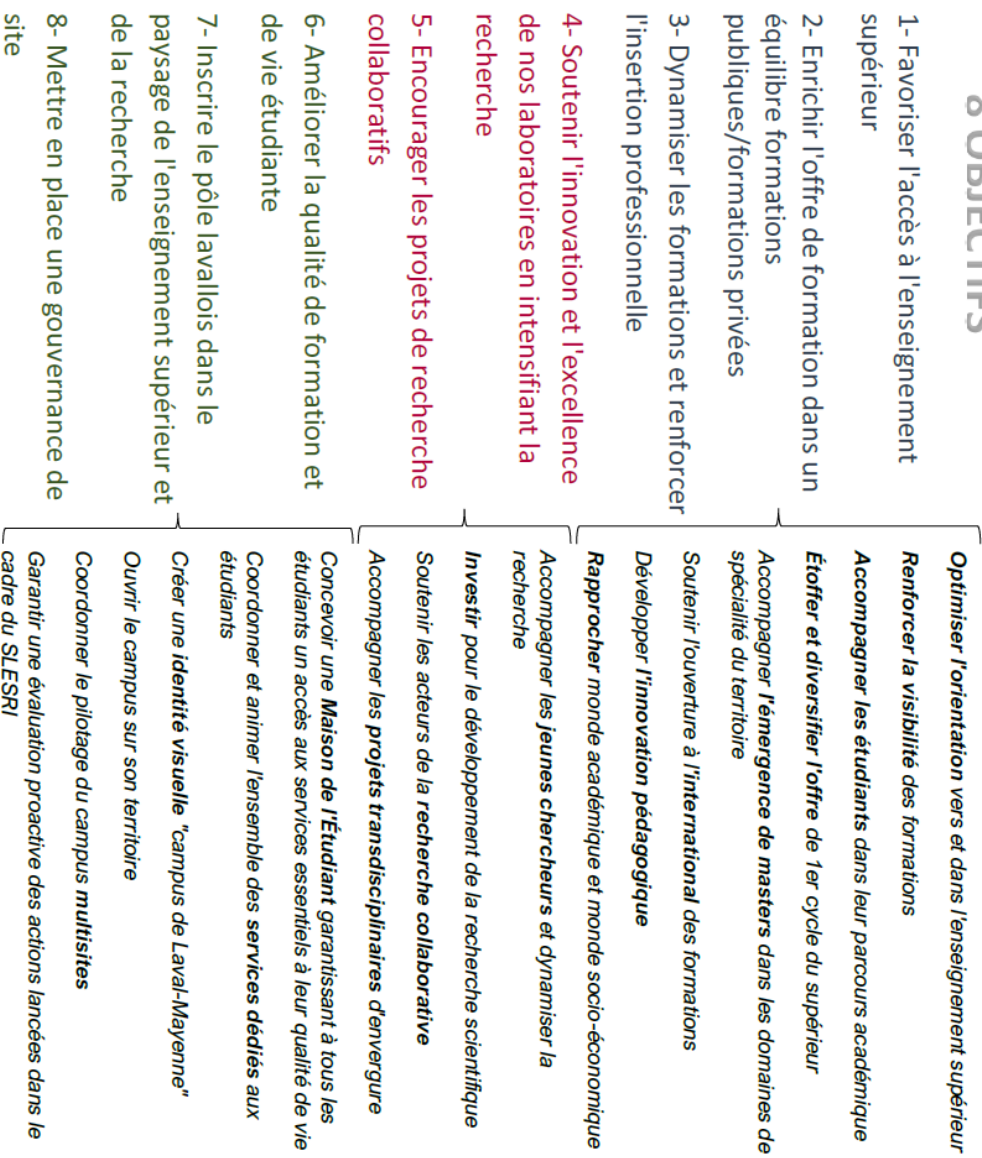 8 OBJECTIFS
1- Favoriser l'accès à l'enseignement
supérieur
2- Enrichir l'offre de formation dans un
équilibre formations
publiques/formations privées
3- Dynamiser les formations et renforcer
l'insertion professionnelle
4- Soutenir l'innovation et l'excellence
de nos laboratoires en intensifiant la
recherche
5- Encourager les projets de recherche
collaboratifs
6- Améliorer la qualité de formation et
de vie étudiante
7- Inscrire le pôle lavallois dans le
paysage de l'enseignement supérieur et
de la recherche
8- Mettre en place une gouvernance de
site
Optimiser l'orientation vers et dans l'enseignement supérieur
Renforcer la visibilité des formations
Accompagner les étudiants dans leur parcours académique
Étoffer et diversifier l'offre de 1er cycle du supérieur
Accompagner l'émergence de masters dans les domaines de
spécialité du territoire
Soutenir l'ouverture à l'international des formations
Développer l'innovation pédagogique
Rapprocher monde académique et monde socio-économique
Accompagner les jeunes chercheurs et dynamiser la
recherche
Investir pour le développement de la recherche scientifique
Soutenir les acteurs de la recherche collaborative
Accompagner les projets transdisciplinaires d'envergure
Concevoir une Maison de l'Étudiant garantissant à tous les
étudiants un accès aux services essentiels à leur qualité de vie
Coordonner et animer l'ensemble des services dédiés aux
étudiants
Créer une identité visuelle "campus de Laval-Mayenne"
Ouvrir le campus sur son territoire
Coordonner le pilotage du campus multisites
Garantir une évaluation proactive des actions lancées dans le
cadre du SLESRI